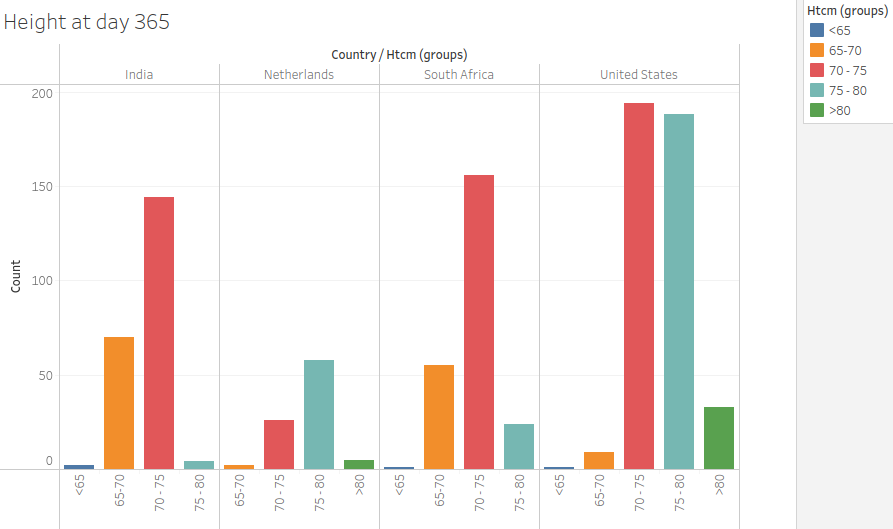 Height at day 365
Country / Htcm (groups)
India
Netherlands
South Africa
United States
200
150
100
50
0
Count
<65
65-70
70 - 75
75 - 80
65-70
70 - 75
75 - 80
>80
<65
65-70
70 - 75
75 - 80
<65
65-70
70 - 75
75 - 80
>80
Htcm (groups)
<65
65-70
70 - 75
75 - 80
>80